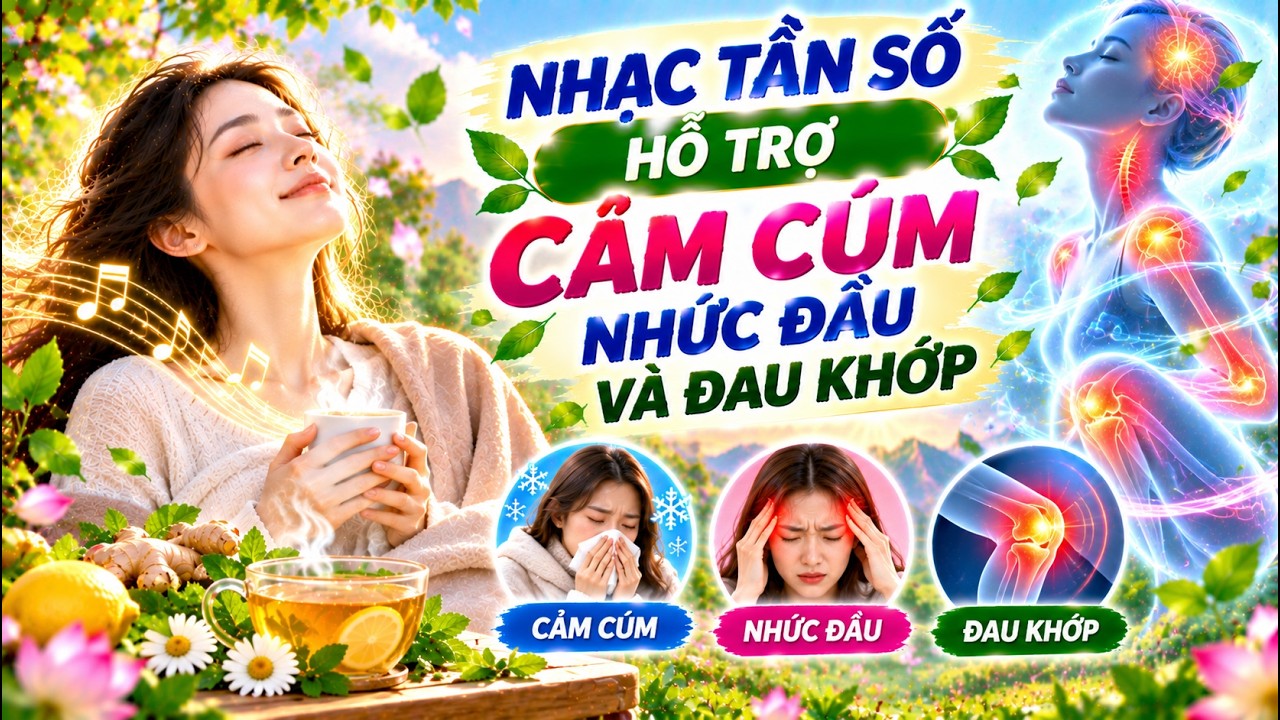 NHẠC TẦN SỐ
HỖ TRỢ
CẢM CÚM
NHỨC ĐẦU
VÀ ĐAU KHỚP
CẢM CÚM
NHỨC ĐẦU
ĐAU KHỚP